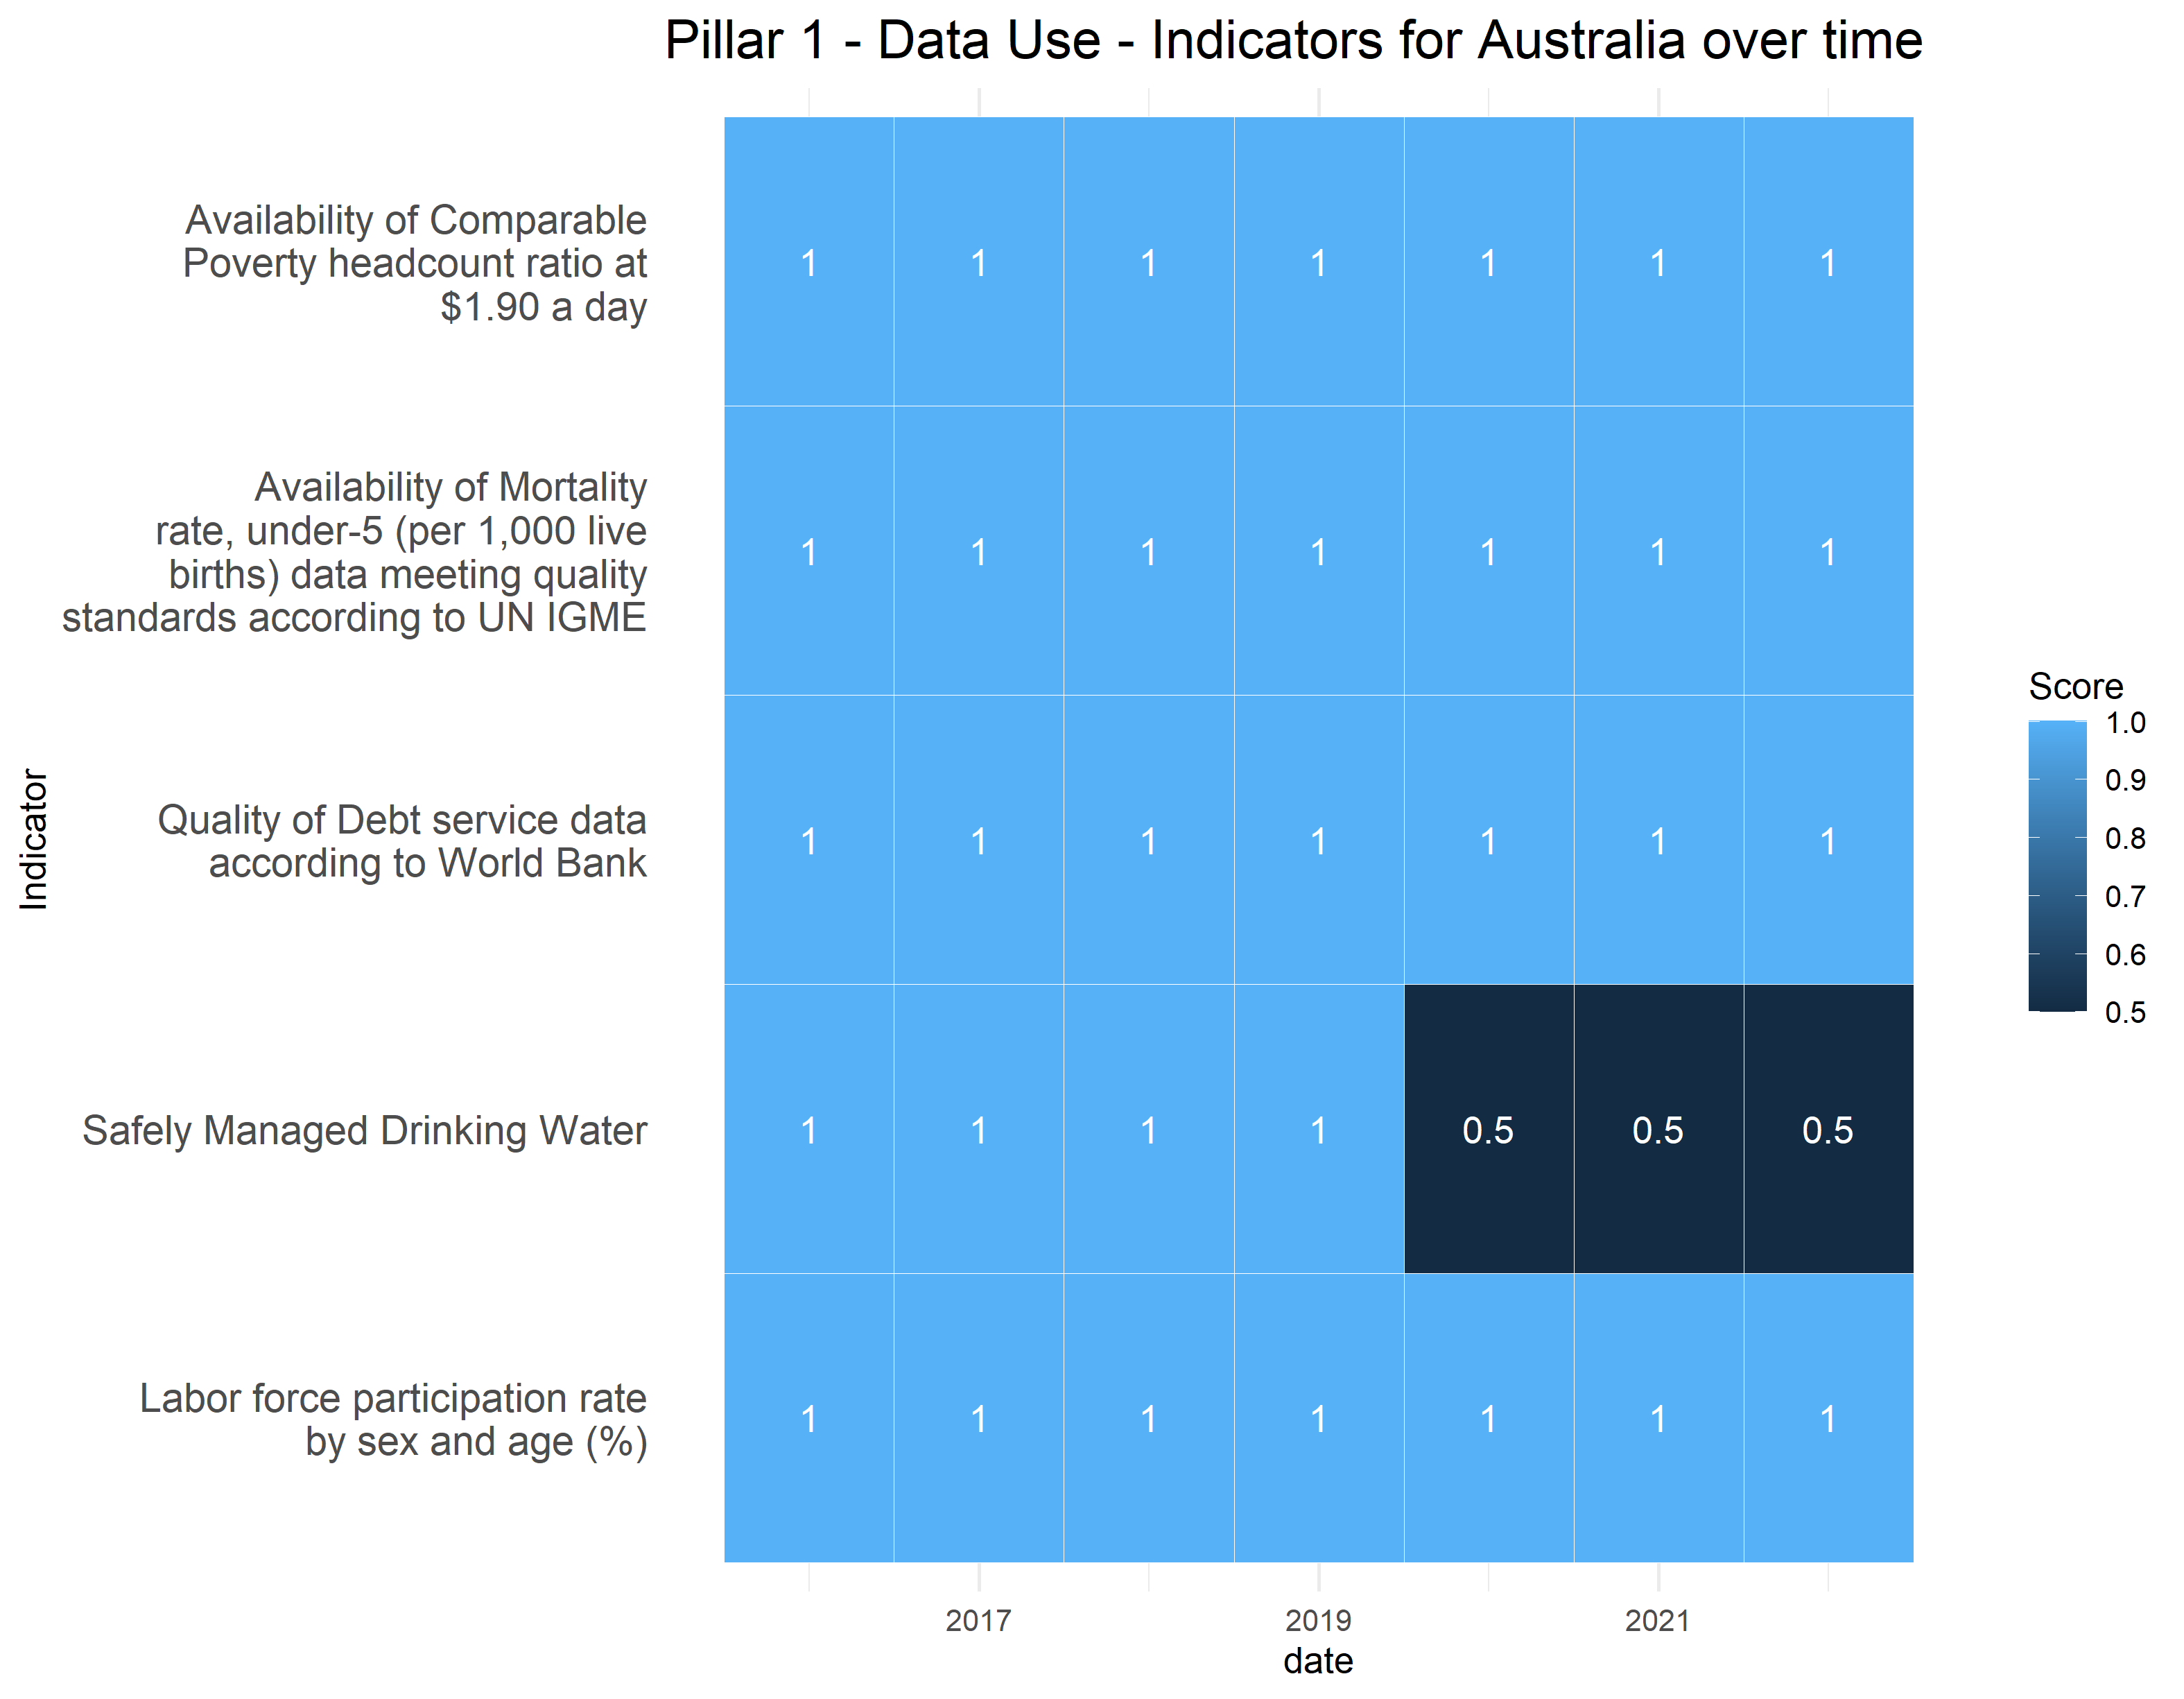 Pillar 1 - Data Use - Indicators for Australia over time
Indicator
Availability of Comparable
Poverty headcount ratio at
$1.90 a day
1 1 1 1 1 1 1
Availability of Mortality
rate, under-5 (per 1,000 live
births) data meeting quality
standards according to UN IGME
1 1 1 1 1 1 1
Quality of Debt service data
according to World Bank
1 1 1 1 1 1 1
Safely Managed Drinking Water
1 1 1 1 0.5 0.5 0.5
Labor force participation rate
by sex and age (%)
1 1 1 1 1 1 1
2017 2019 2021
date
Score
1.0
0.9
0.8
0.7
0.6
0.5